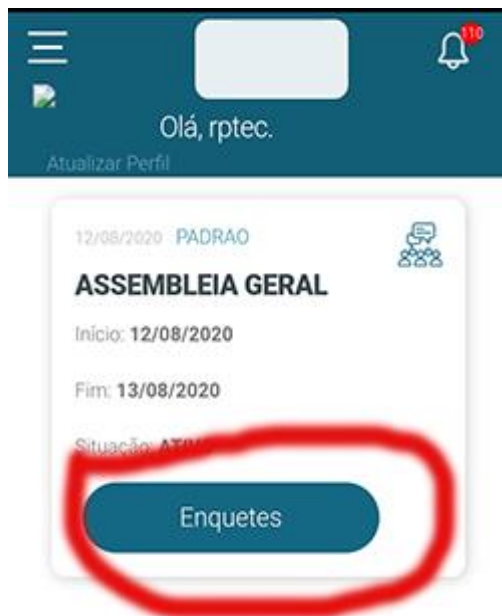 110
Olá, rptec.
Atualizar Perfil
12/08/2020 PADRAO
ASSEMBLEIA GERAL
Início: 12/08/2020
Fim: 13/08/2020
Situação:
Enquetes